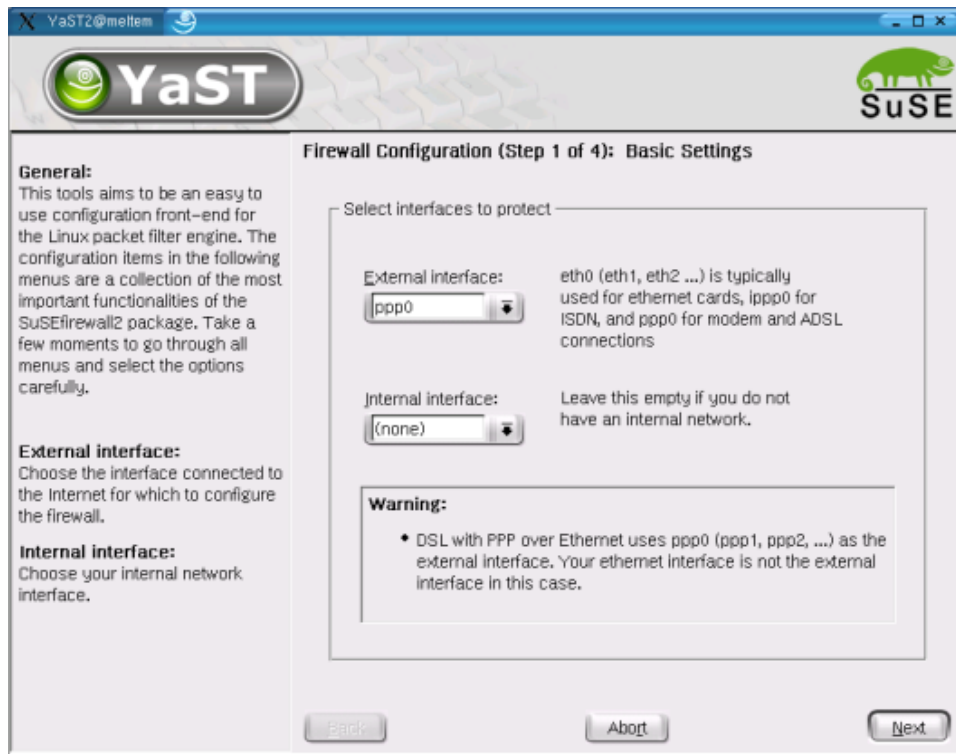 YaST2@meltem
YaST
SuSE
General:
This tools aims to be an easy to
use configuration front-end for
the Linux packet filter engine. The
configuration items in the following
menus are a collection of the most
important functionalities of the
SuSEfirewall2 package. Take a
few moments to go through all
menus and select the options
carefully.
External interface:
Choose the interface connected to
the Internet for which to configure
the firewall.
Internal interface:
Choose your internal network
interface.
Firewall Configuration (Step 1 of 4): Basic Settings
Select interfaces to protect
External interface:
ppp0
eth0 (eth1, eth2 ...) is typically
used for ethernet cards, ippp0 for
ISDN, and ppp0 for modem and ADSL
connections
Internal interface:
(none)
Leave this empty if you do not
have an internal network.
Warning:
• DSL with PPP over Ethernet uses ppp0 (ppp1, ppp2, ...) as the
external interface. Your ethernet interface is not the external
interface in this case.
Back
Abort
Next